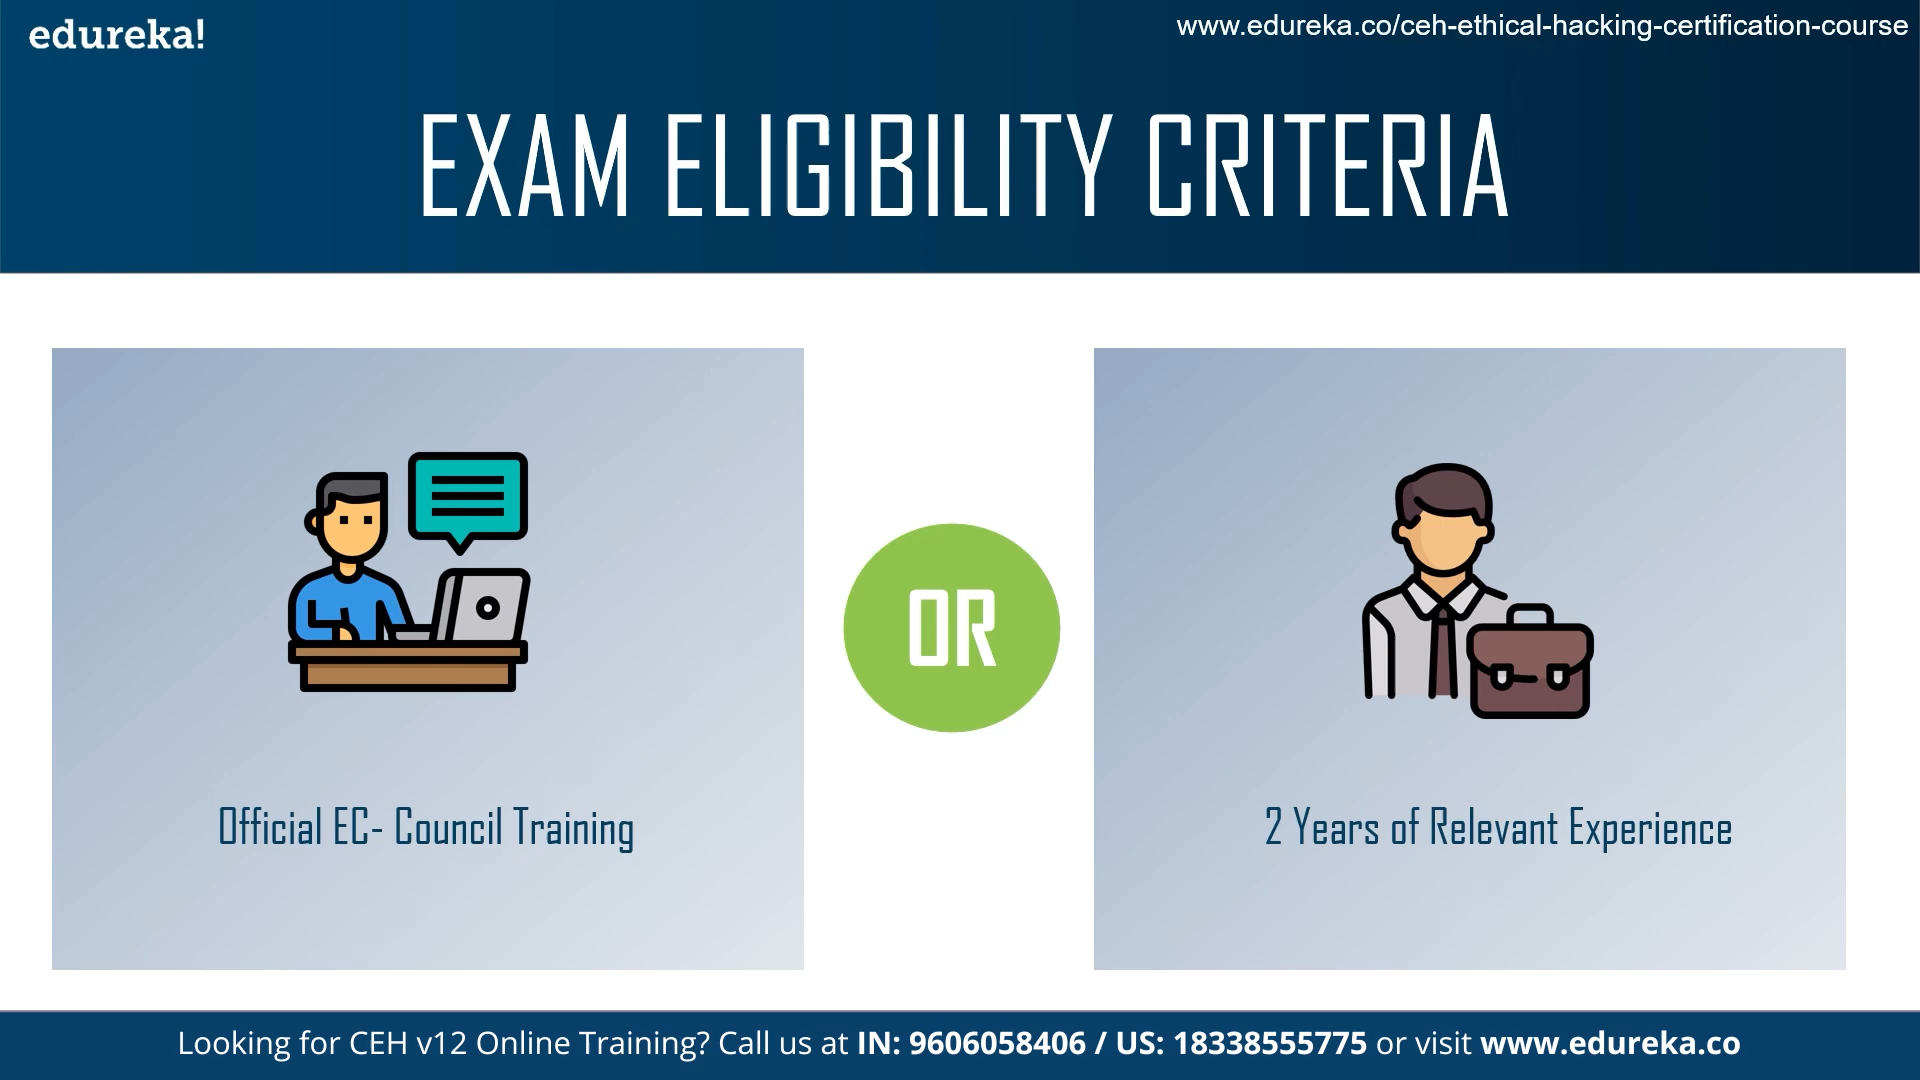 edureka!
www.edureka.co/ceh-ethical-hacking-certification-course
EXAM ELIGIBILITY CRITERIA
OR
Official EC- Council Training
2 Years of Relevant Experience
Looking for CEH v12 Online Training? Call us at IN: 9606058406 / US: 18338555775 or visit www.edureka.co